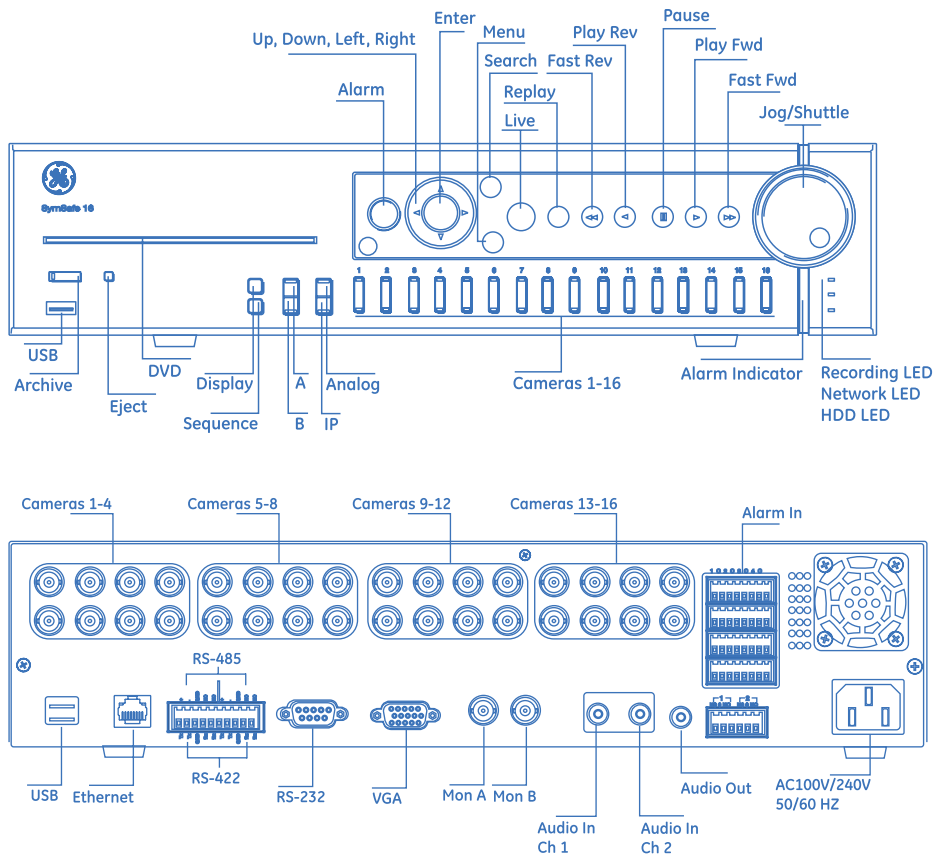 Enter
Pause
Up, Down, Left, Right
Menu
Play Rev
Play Fwd
Search
Fast Rev
Fast Fwd
Alarm
Replay
Live
Jog/Shuttle
SymSafe 16
1 2 3 4 5 6 7 8 9 10 11 12 13 14 15 16
USB
Archive
DVD
Eject
Display
Sequence
A
B
Analog
IP
Cameras 1-16
Alarm Indicator
Recording LED
Network LED
HDD LED
Cameras 1-4
Cameras 5-8
Cameras 9-12
Cameras 13-16
Alarm In
RS-485
1 2
USB
Ethernet
RS-422
RS-232
VGA
Mon A
Mon B
Audio In
Ch 1
Audio In
Ch 2
Audio Out
AC100V/240V
50/60 HZ